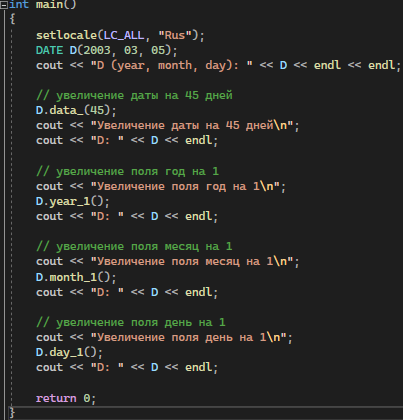 int main()
{
setlocale(LC_ALL, "Rus");
DATE D(2003, 03, 05);
cout << "D (year, month, day): " << D << endl << endl;
// увеличение даты на 45 дней
D.data_(45);
cout << "Увеличение даты на 45 дней\n";
cout << "D: " << D << endl;
// увеличение поля год на 1
cout << "Увеличение поля год на 1\n";
D.year_1();
cout << "D: " << D << endl;
// увеличение поля месяц на 1
cout << "Увеличение поля месяц на 1\n";
D.month_1();
cout << "D: " << D << endl;
// увеличение поля день на 1
cout << "Увеличение поля день на 1\n";
D.day_1();
cout << "D: " << D << endl;
return 0;
}